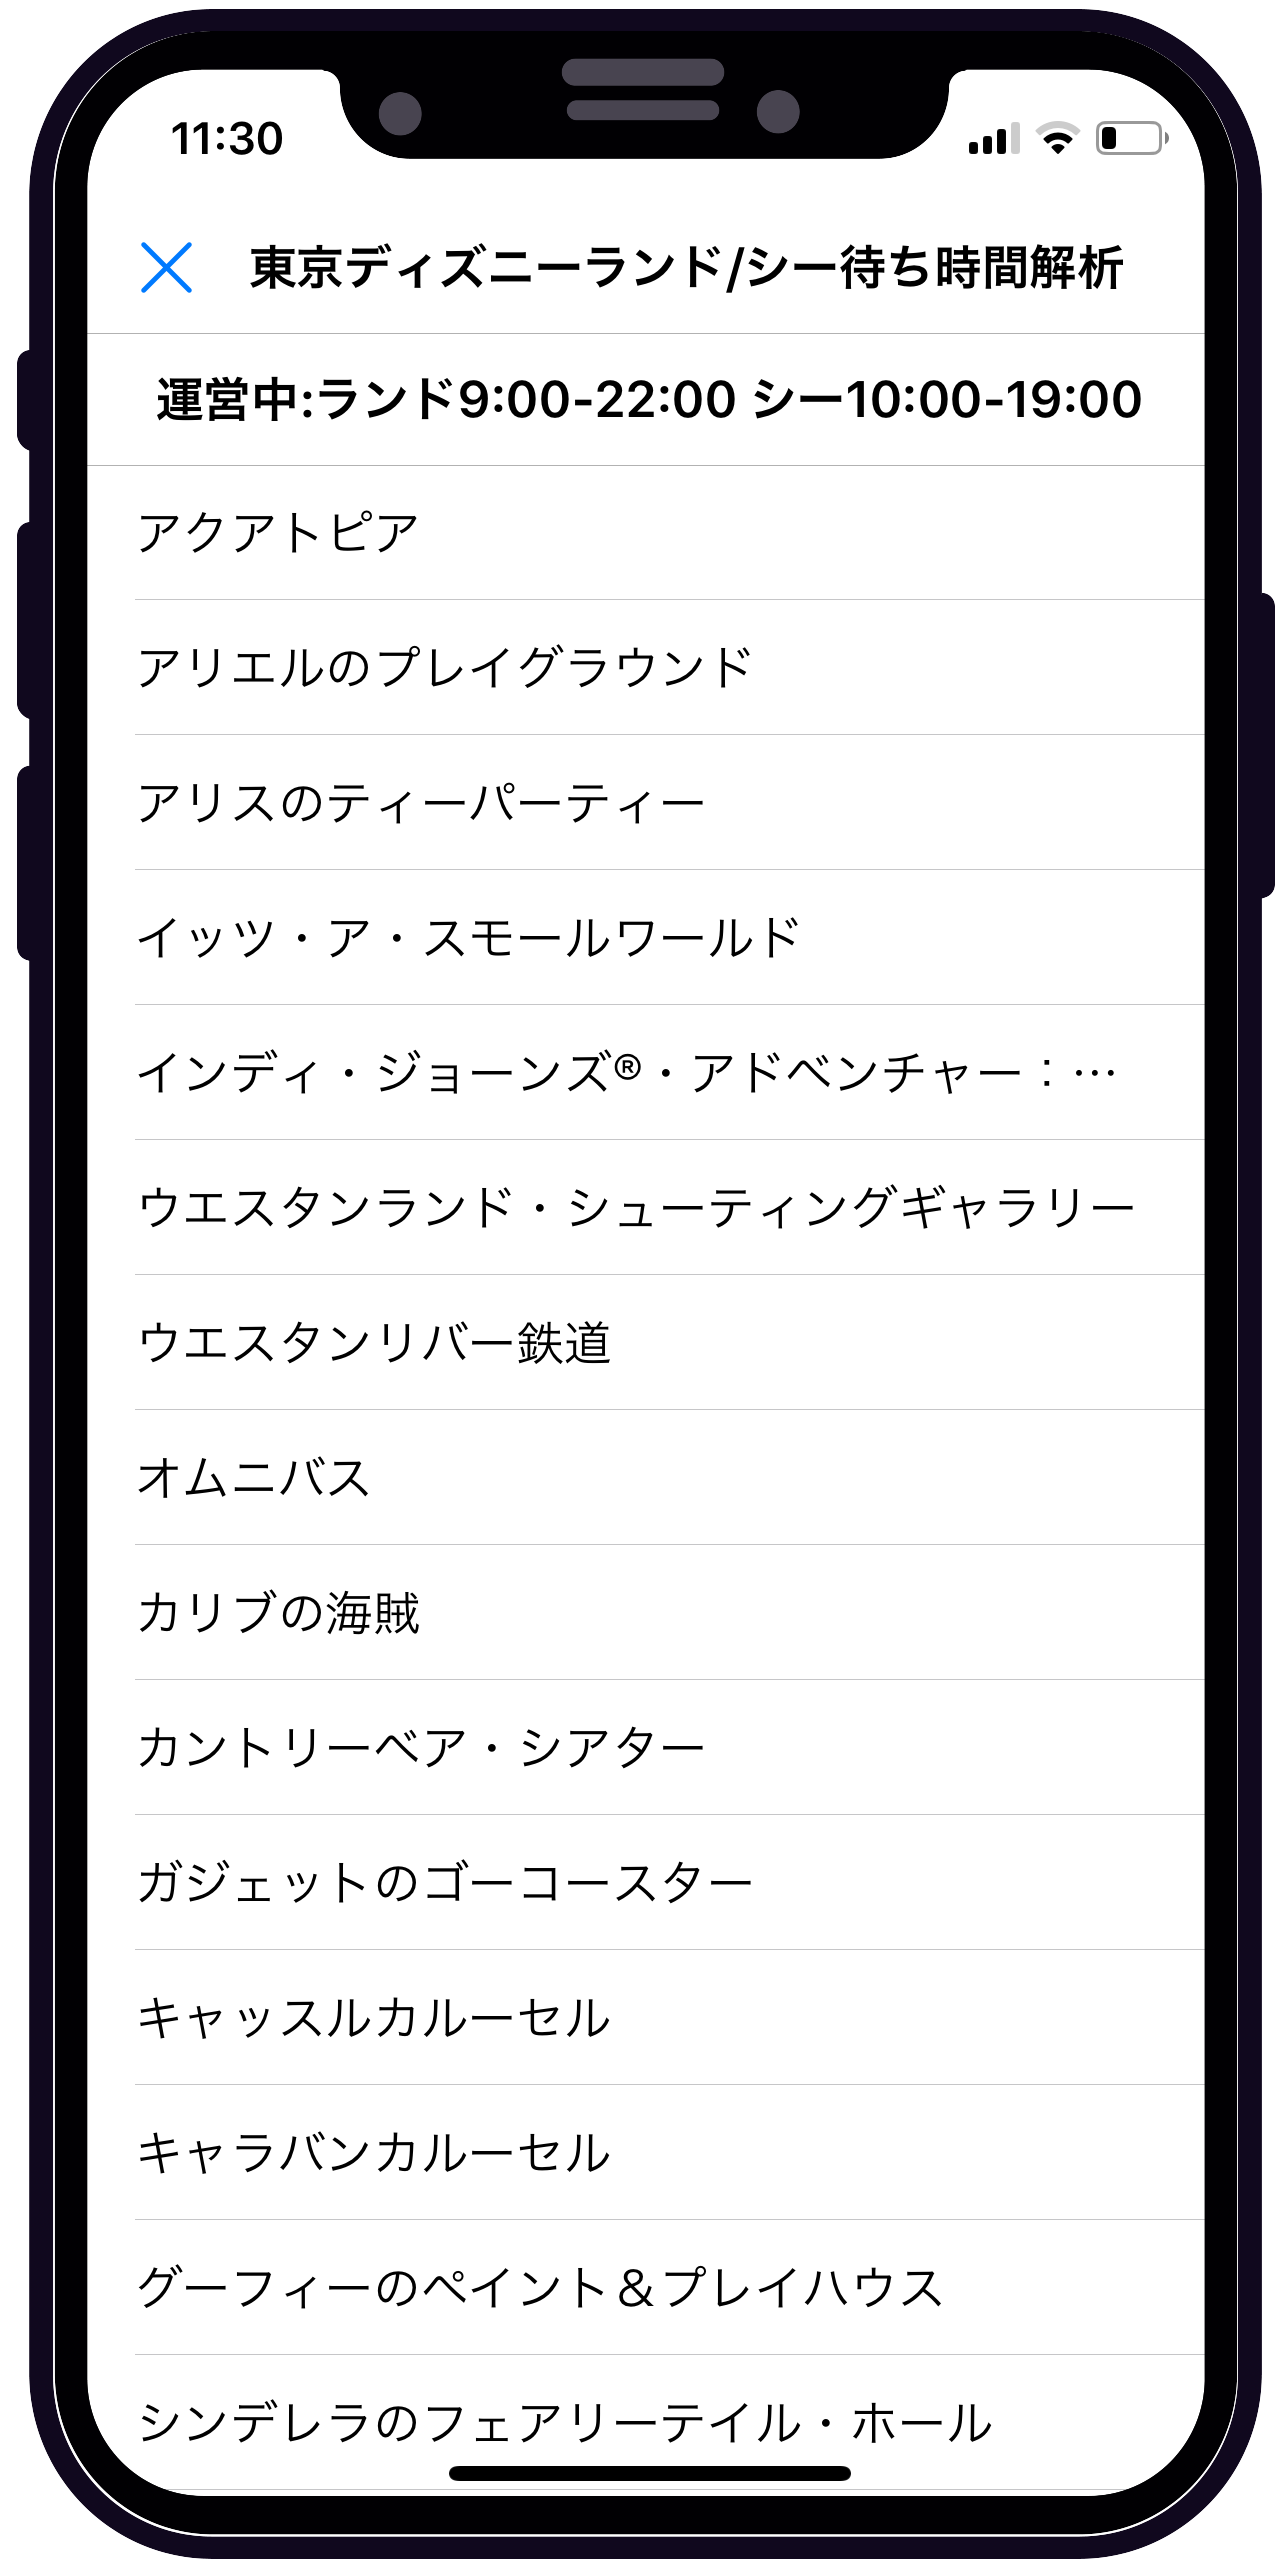 11:30
東京ディズニーランド/シー待ち時間解析
運営中:ランド9:00-22:00 シー10:00-19:00
アクアトピア
アリエルのプレイグラウンド
アリスのティーパーティー
イッツ・ア・スモールワールド
インディ・ジョーンズ®・アドベンチャー：…
ウエスタンランド・シューティングギャラリー
ウエスタンリバー鉄道
オムニバス
カリブの海賊
カントリーベア・シアター
ガジェットのゴーコースター
キャッスルカルーセル
キャラバンカルーセル
グーフィーのペイント＆プレイハウス
シンデレラのフェアリーテイル・ホール